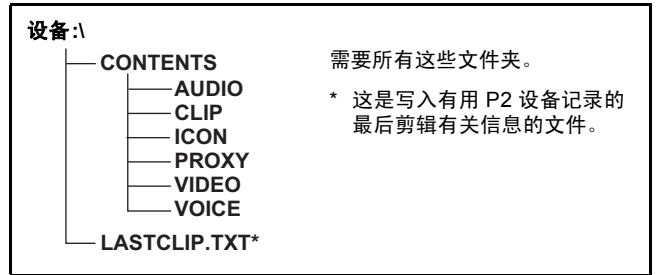 设备:\
CONTENTS
AUDIO
CLIP
ICON
PROXY
VIDEO
VOICE
LASTCLIP.TXT*
需要所有这些文件夹。
* 这是写入有用 P2 设备记录的
最后剪辑有关信息的文件。